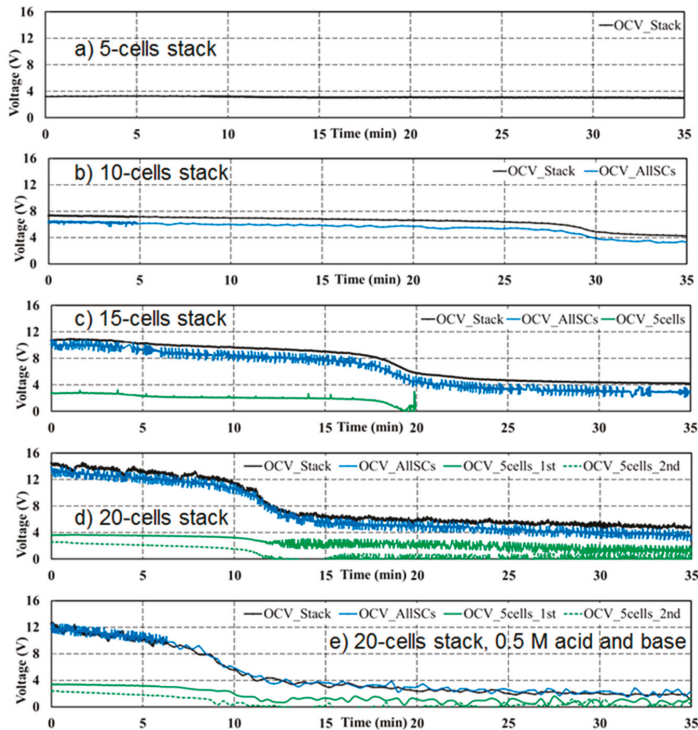 OCV_Stack
a) 5-cells stack
Voltage (V)
16
12
8
4
0
0 5 10 15 20 25 30 35
Time (min)
b) 10-cells stack
OCV_Stack OCV_AllSCs
Voltage (V)
16
12
8
4
0
0 5 10 15 20 25 30 35
Time (min)
c) 15-cells stack
OCV_Stack OCV_AllSCs OCV_5cells
Voltage (V)
16
12
8
4
0
0 5 10 15 20 25 30 35
Time (min)
OCV_Stack OCV_AllSCs OCV_5cells_1st OCV_5cells_2nd
d) 20-cells stack
Voltage (V)
16
12
8
4
0
0 5 10 15 20 25 30 35
Time (min)
OCV_Stack OCV_AllSCs OCV_5cells_1st OCV_5cells_2nd
e) 20-cells stack, 0.5 M acid and base
Voltage (V)
16
12
8
4
0
0 5 10 15 20 25 30 35
Time (min)